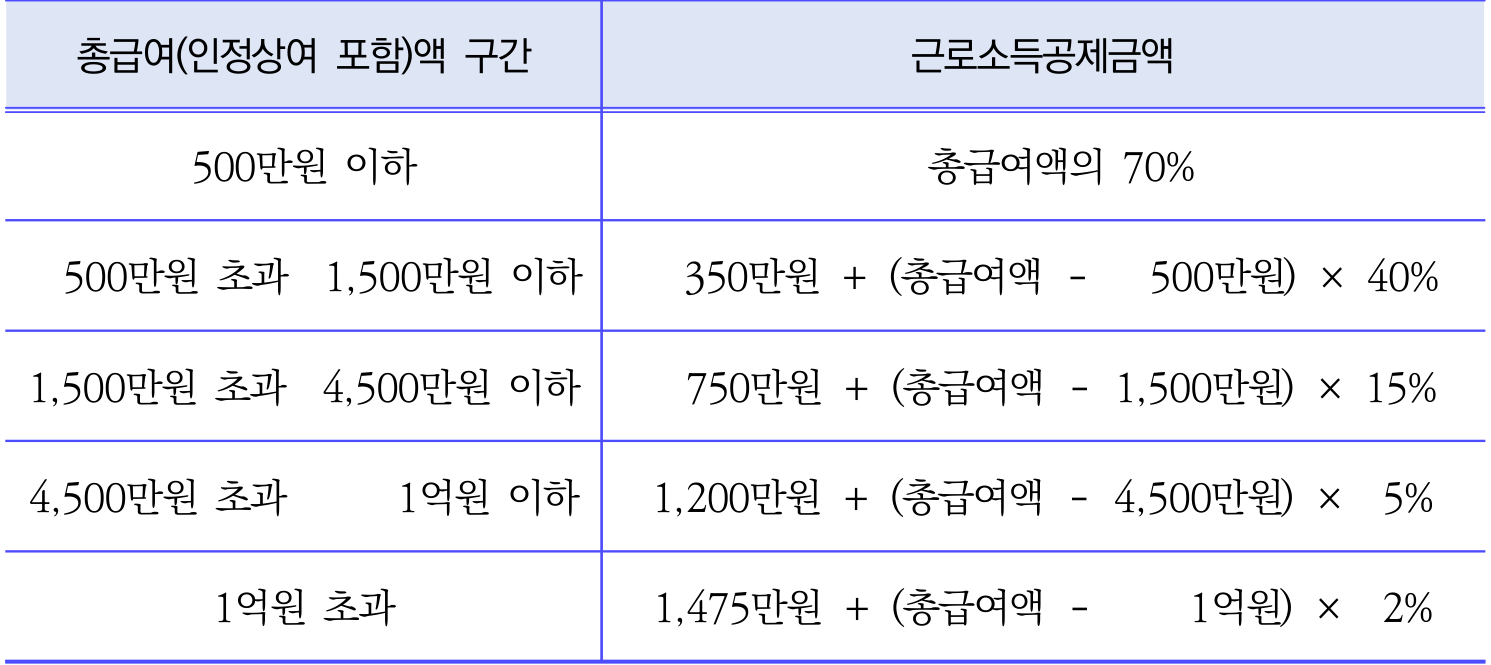 총급여(인정상여 포함)액 구간 근로소득공제금액
500만원 이하 총급여액의 70%
500만원 초과 1,500만원 이하 350만원 + (총급여액 - 500만원) × 40%
1,500만원 초과 4,500만원 이하 750만원 + (총급여액 - 1,500만원) × 15%
4,500만원 초과 1억원 이하 1,200만원 + (총급여액 - 4,500만원) × 5%
1억원 초과 1,475만원 + (총급여액 - 1억원) × 2%